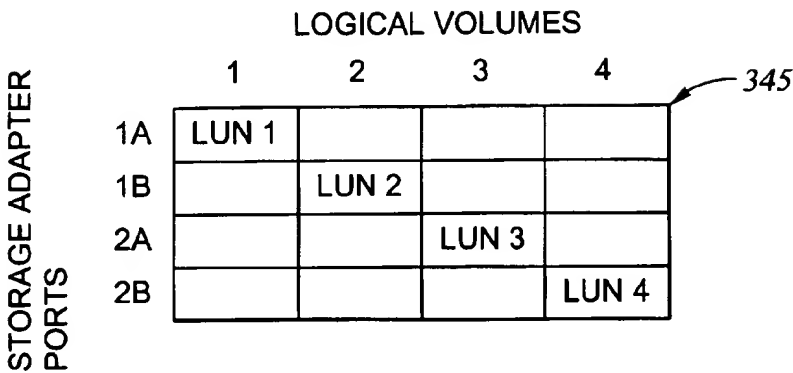 LOGICAL VOLUMES
1 2 3 4
345
STORAGE ADAPTER
PORTS
1A LUN 1
1B LUN 2
2A LUN 3
2B LUN 4